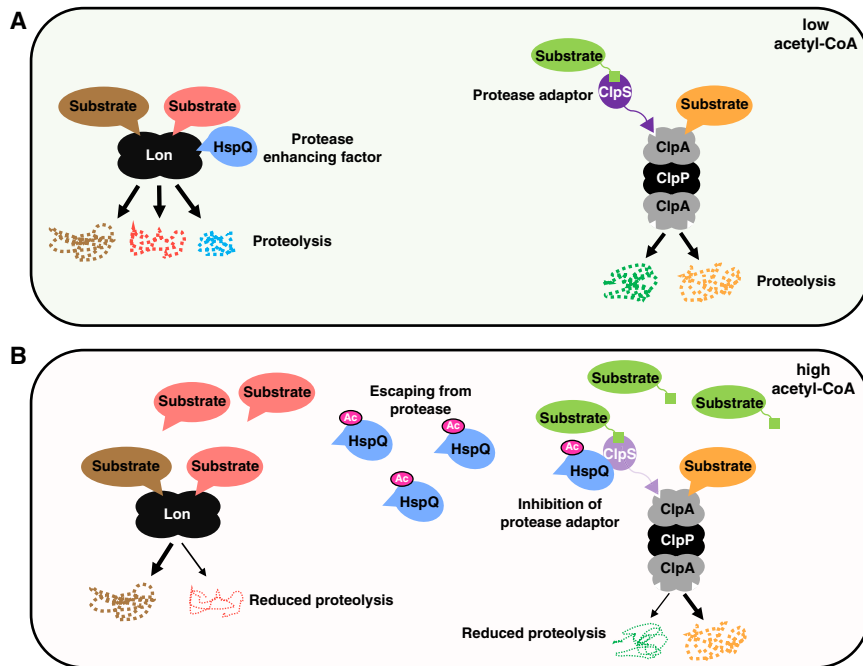 A
low
acetyl-CoA
Substrate
Substrate
Lon
HspQ
Protease
enhancing factor
Proteolysis
Substrate
Protease adaptor
ClpS
Substrate
ClpA
ClpP
ClpA
Proteolysis
B
high
acetyl-CoA
Substrate
Substrate
Substrate
Substrate
Lon
Reduced proteolysis
Escaping from
protease
Ac
HspQ
Ac
HspQ
Ac
HspQ
Substrate
Substrate
Substrate
Ac
HspQ
ClpS
Inhibition of
protease adaptor
Substrate
ClpA
ClpP
ClpA
Reduced proteolysis